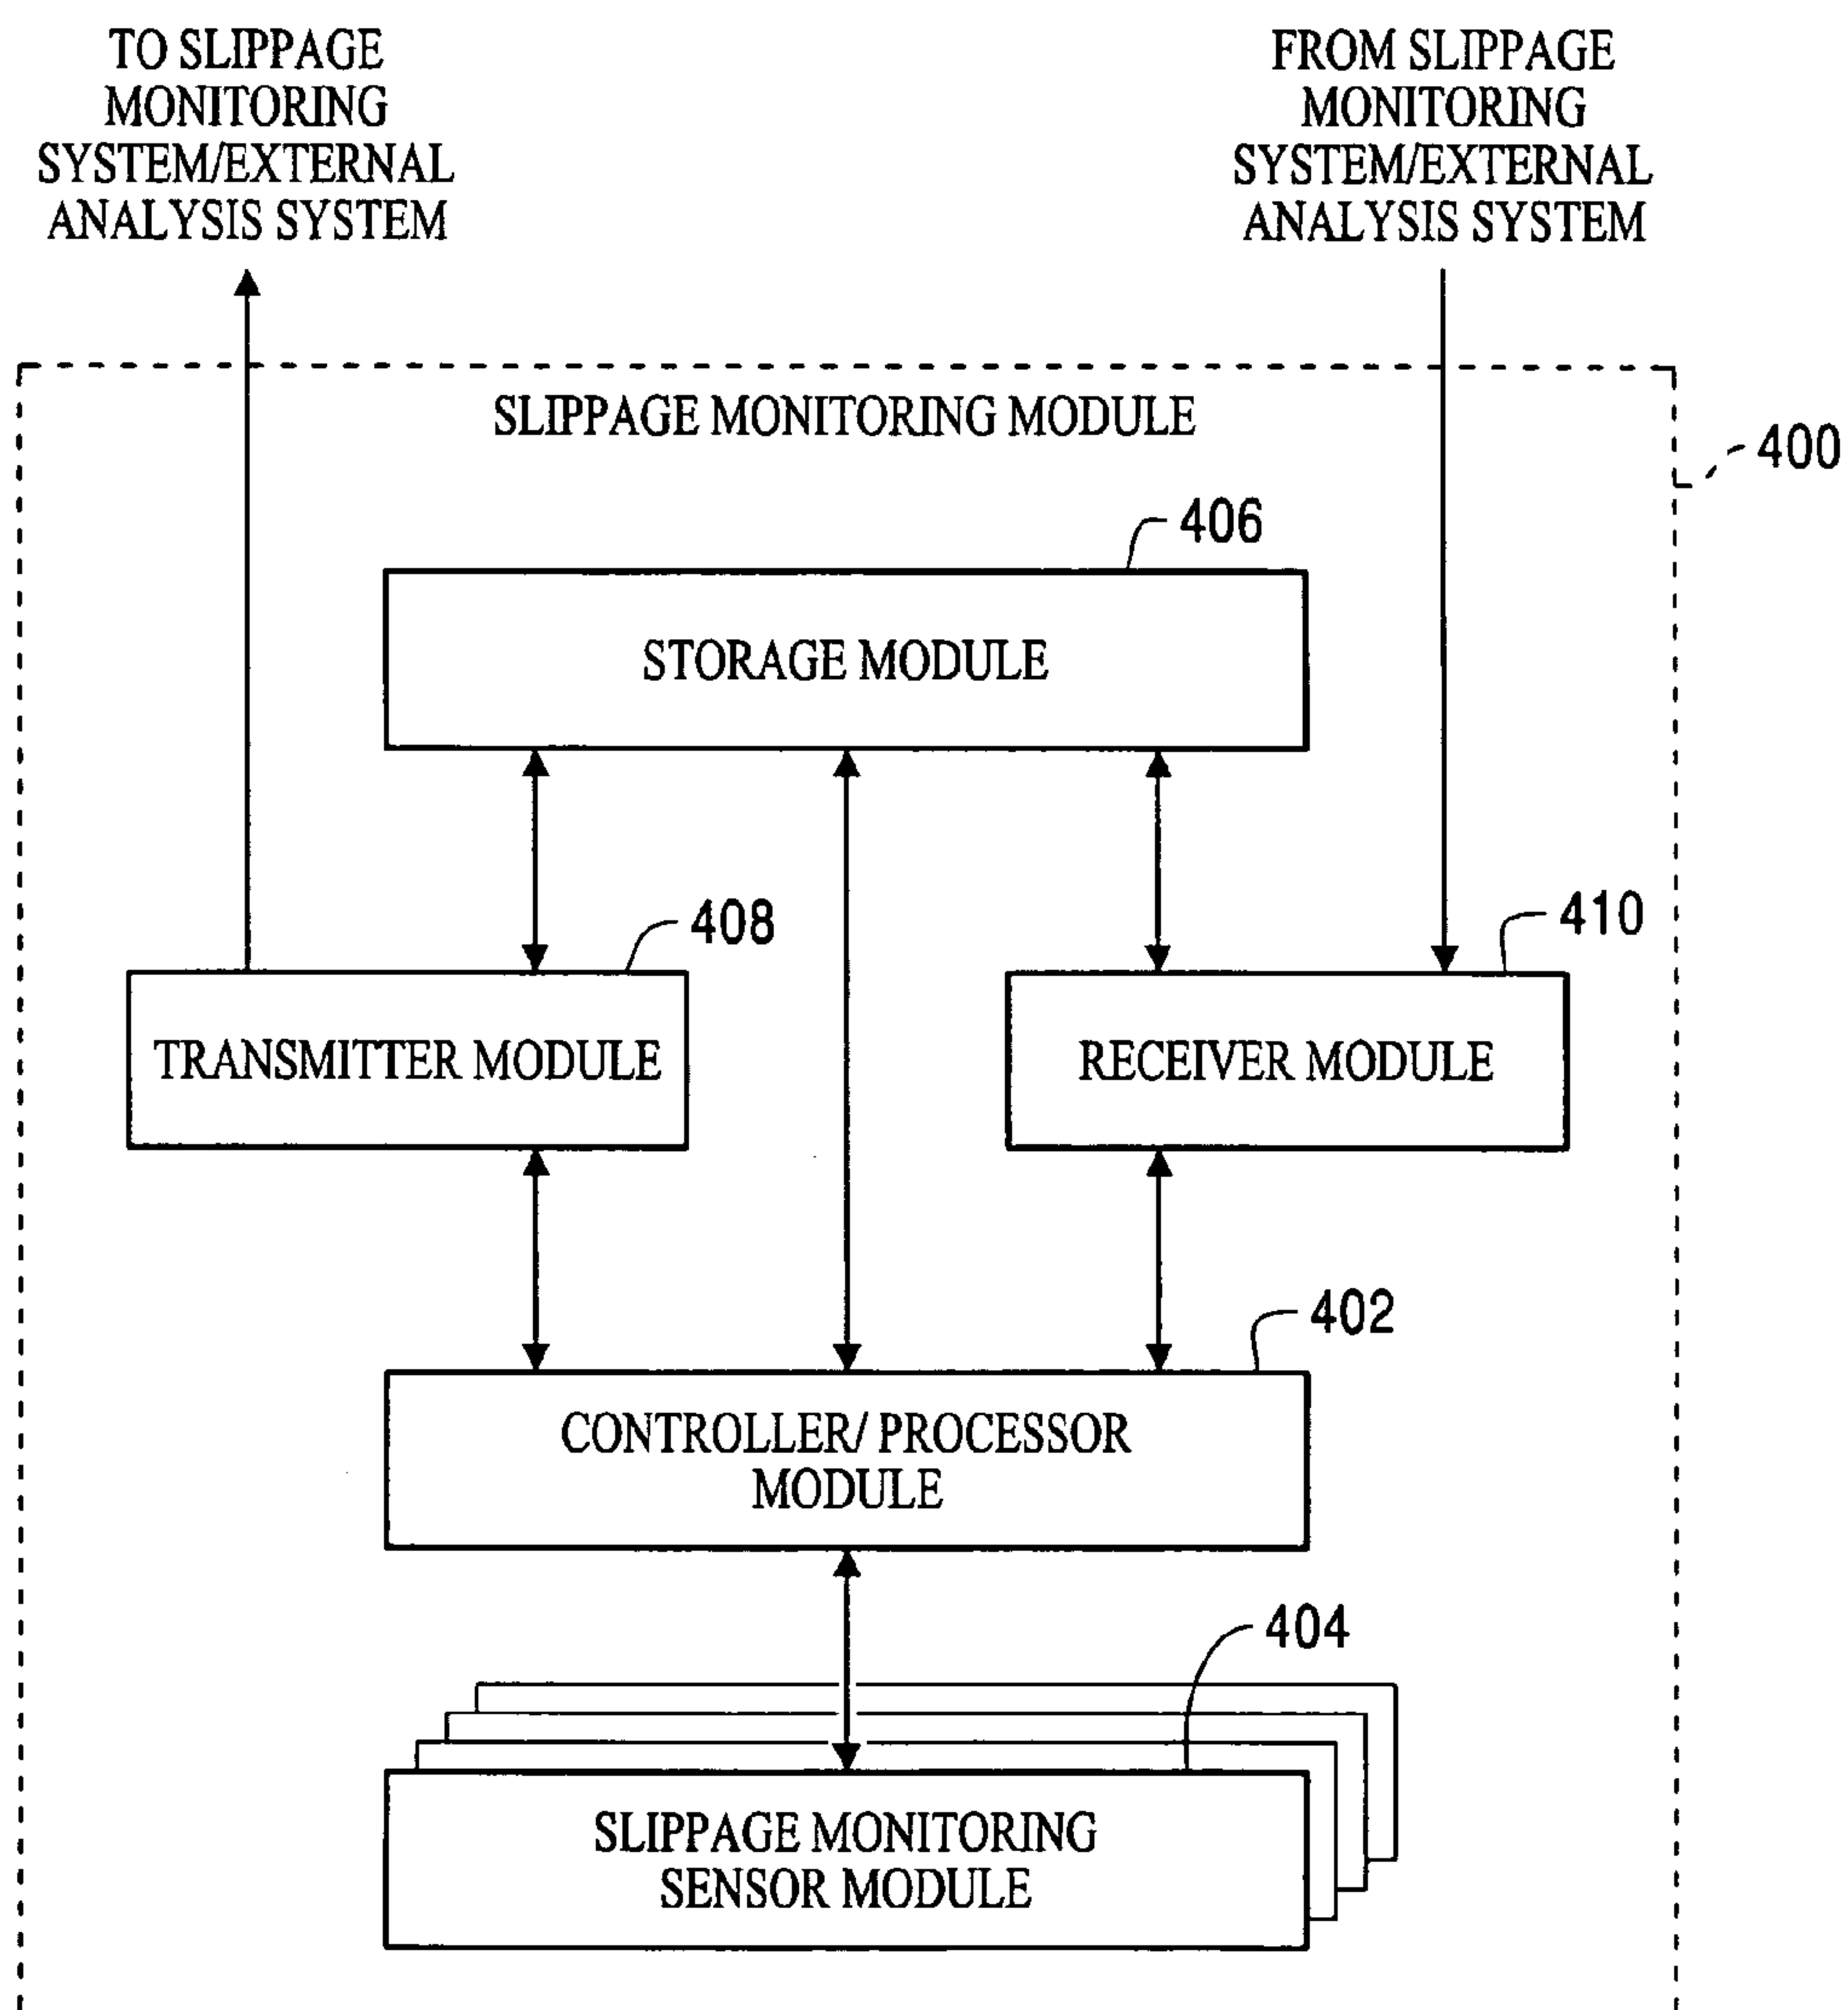 TO SLIPPAGE
MONITORING
SYSTEM/EXTERNAL
ANALYSIS SYSTEM
FROM SLIPPAGE
MONITORING
SYSTEM/EXTERNAL
ANALYSIS SYSTEM
SLIPPAGE MONITORING MODULE
400
406
STORAGE MODULE
408
410
TRANSMITTER MODULE
RECEIVER MODULE
402
CONTROLLER/ PROCESSOR
MODULE
404
SLIPPAGE MONITORING
SENSOR MODULE